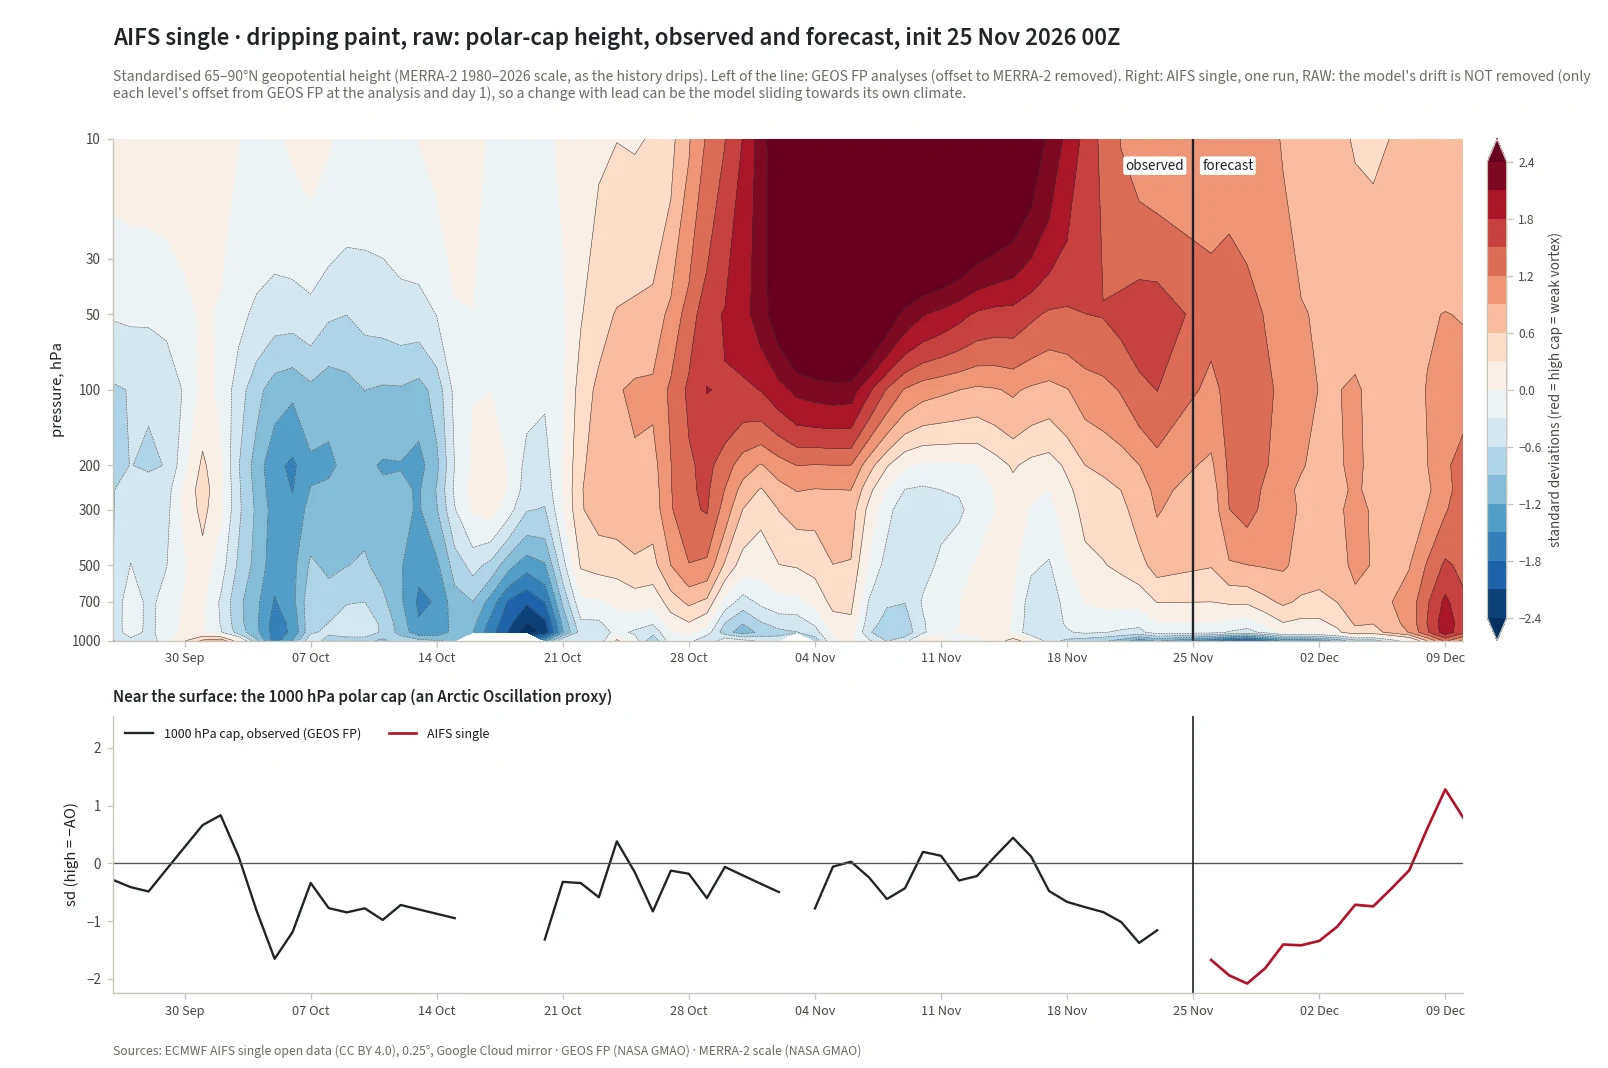 AIFS single · dripping paint, raw: polar-cap height, observed and forecast, init 25 Nov 2026 00Z
Standardised 65–90°N geopotential height (MERRA-2 1980–2026 scale, as the history drips). Left of the line: GEOS FP analyses (offset to MERRA-2 removed). Right: AIFS single, one run, RAW: the model's drift is NOT removed (only
each level's offset from GEOS FP at the analysis and day 1), so a change with lead can be the model sliding towards its own climate.
pressure, hPa
10
30
50
100
200
300
500
700
1000
observed
forecast
30 Sep
07 Oct
14 Oct
21 Oct
28 Oct
04 Nov
11 Nov
18 Nov
25 Nov
02 Dec
09 Dec
2.4
1.8
1.2
0.6
0.0
−0.6
−1.2
−1.8
−2.4
standard deviations (red = high cap = weak vortex)
Near the surface: the 1000 hPa polar cap (an Arctic Oscillation proxy)
1000 hPa cap, observed (GEOS FP)
AIFS single
sd (high = −AO)
2
1
0
−1
−2
30 Sep
07 Oct
14 Oct
21 Oct
28 Oct
04 Nov
11 Nov
18 Nov
25 Nov
02 Dec
09 Dec
Sources: ECMWF AIFS single open data (CC BY 4.0), 0.25°, Google Cloud mirror · GEOS FP (NASA GMAO) · MERRA-2 scale (NASA GMAO)